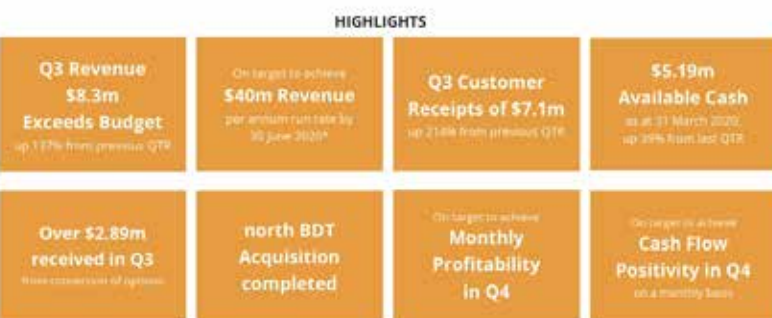 HIGHLIGHTS
Q3 Revenue
$8.3m
Exceeds Budget
up 137% from previous QTR
On target to achieve
$40m Revenue
per annum run rate by
30 June 2020*
Q3 Customer
Receipts of $7.1m
up 214% from previous QTR
$5.19m
Available Cash
as at 31 March 2020,
up 39% from last QTR
Over $2.89m
received in Q3
from conversion of options
north BDT
Acquisition
completed
On target to achieve
Monthly
Profitability
in Q4
On target to achieve
Cash Flow
Positivity in Q4
on a monthly basis